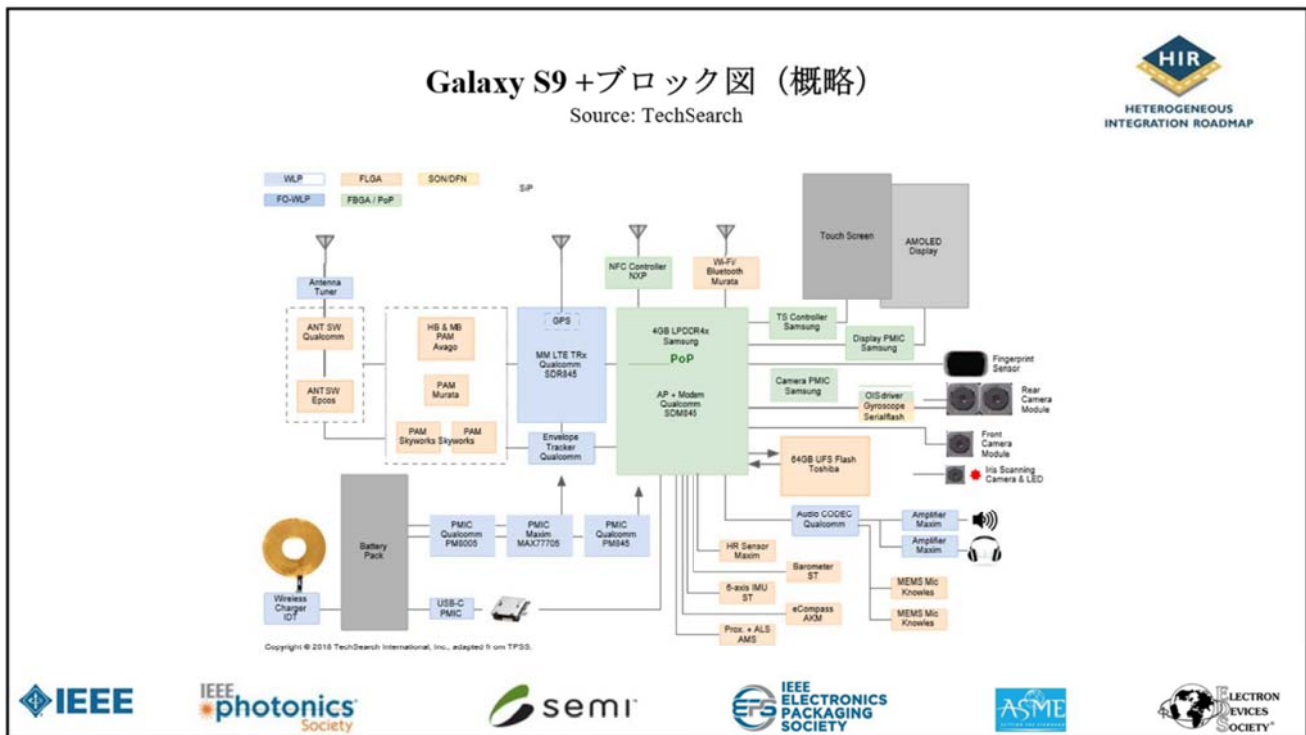 Galaxy S9 +ブロック図（概略）
Source: TechSearch
HIR
HETEROGENEOUS
INTEGRATION ROADMAP
WLP
FLGA
SON/DFN
SiP
FO-WLP
FBGA / PoP
Touch Screen
AMOLED
Display
NFC Controller
NXP
Wi-Fi/
Bluetooth
Murata
Antenna
Tuner
ANT SW
Qualcomm
ANT SW
Epcos
HB & MB
PAM
Avago
PAM
Murata
PAM
Skyworks
PAM
Skyworks
GPS
MM LTE TRx
Qualcomm
SDR845
Envelope
Tracker
Qualcomm
4GB LPDDR4x
Samsung
PoP
AP + Modem
Qualcomm
SDM845
TS Controller
Samsung
Display PMIC
Samsung
Camera PMIC
Samsung
OIS driver
Gyroscope
Serialflash
Fingerprint
Sensor
Rear
Camera
Module
Front
Camera
Module
Iris Scanning
Camera & LED
64GB UFS Flash
Toshiba
Battery
Pack
PMIC
Qualcomm
PM8005
PMIC
Maxim
MAX77705
PMIC
Qualcomm
PM845
Audio CODEC
Qualcomm
Amplifier
Maxim
Amplifier
Maxim
HR Sensor
Maxim
Barometer
ST
6-axis IMU
ST
eCompass
AKM
Prox. + ALS
AMS
MEMS Mic
Knowles
MEMS Mic
Knowles
Wireless
Charger
IDT
USB-C
PMIC
Copyright © 2018 TechSearch International, Inc., adapted from TPSS.
IEEE
IEEE
photonics
Society
semi
EPS
IEEE
ELECTRONICS
PACKAGING
SOCIETY
ASME
SETTING THE STANDARD
ELECTRON
DEVICES
SOCIETY®